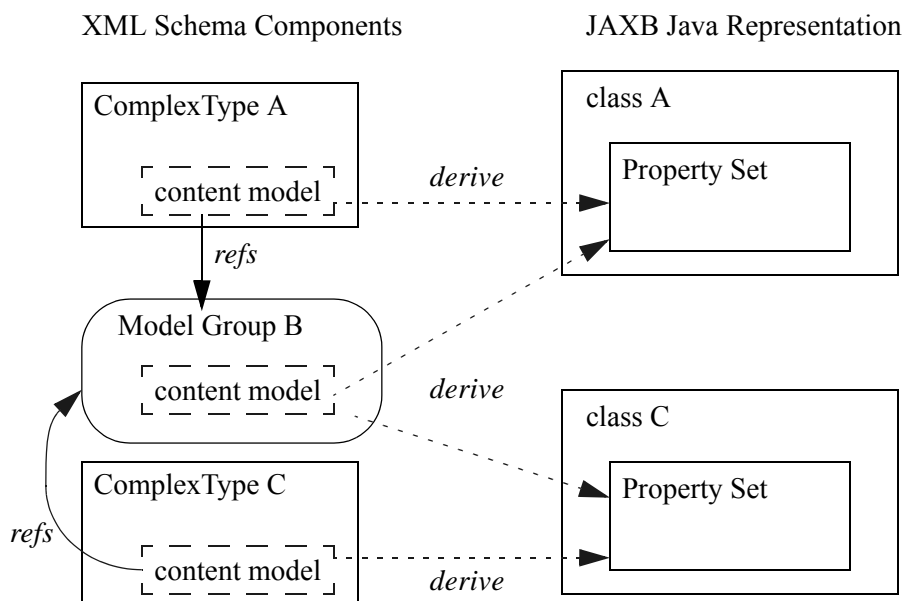 XML Schema Components
JAXB Java Representation
ComplexType A
content model
derive
class A
Property Set
refs
Model Group B
content model
derive
class C
Property Set
ComplexType C
refs
content model
derive